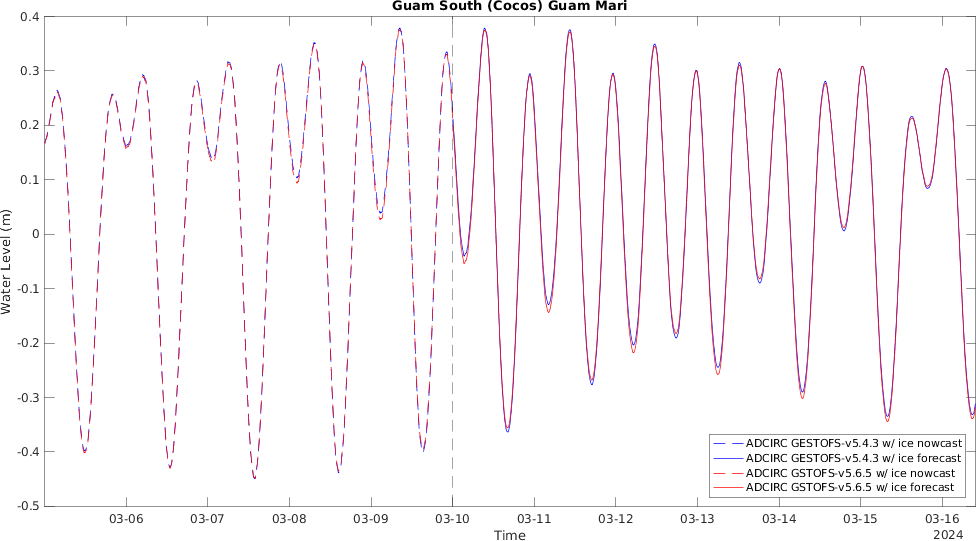 Guam South (Cocos) Guam Mari
0.4
0.3
0.2
0.1
0
-0.1
-0.2
-0.3
-0.4
-0.5
Water Level (m)
03-06 03-07 03-08 03-09 03-10 03-11 03-12 03-13 03-14 03-15 03-16
Time
2024
ADCIRC GESTOFS-v5.4.3 w/ ice nowcast
ADCIRC GESTOFS-v5.4.3 w/ ice forecast
ADCIRC GSTOFS-v5.6.5 w/ ice nowcast
ADCIRC GSTOFS-v5.6.5 w/ ice forecast